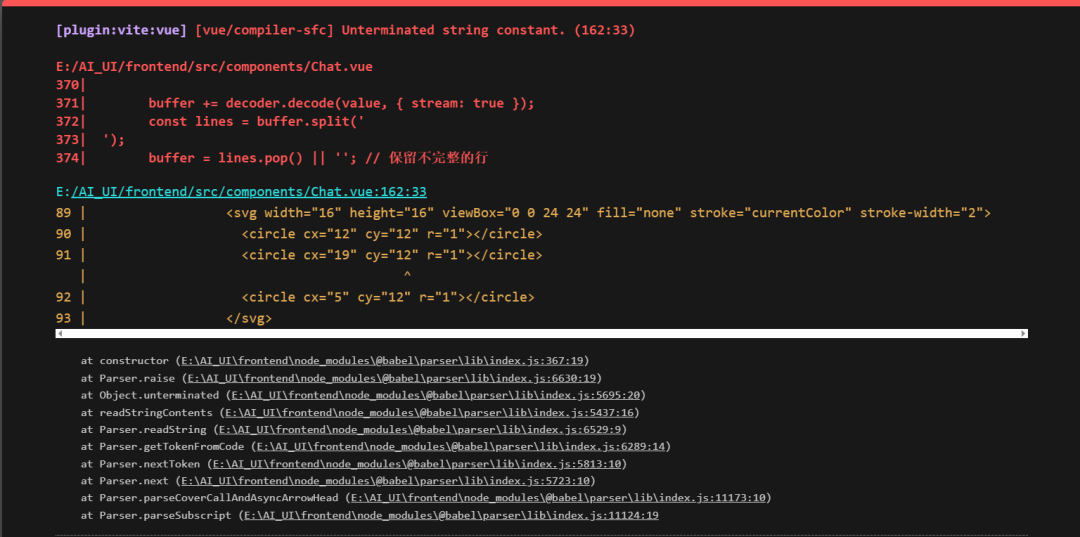 [plugin:vite:vue] [vue/compiler-sfc] Unterminated string constant. (162:33)
E:/AI_UI/frontend/src/components/Chat.vue
370|
371|        buffer += decoder.decode(value, { stream: true });
372|        const lines = buffer.split('
373|  ');
374|        buffer = lines.pop() || ''; // 保留不完整的行
E:/AI_UI/frontend/src/components/Chat.vue:162:33
89 |                  <svg width="16" height="16" viewBox="0 0 24 24" fill="none" stroke="currentColor" stroke-width="2">
90 |                    <circle cx="12" cy="12" r="1"></circle>
91 |                    <circle cx="19" cy="12" r="1"></circle>
   |                                         ^
92 |                    <circle cx="5" cy="12" r="1"></circle>
93 |                  </svg>
at constructor (E:\AI_UI\frontend\node_modules\@babel\parser\lib\index.js:367:19)
at Parser.raise (E:\AI_UI\frontend\node_modules\@babel\parser\lib\index.js:6630:19)
at Object.unterminated (E:\AI_UI\frontend\node_modules\@babel\parser\lib\index.js:5695:20)
at readStringContents (E:\AI_UI\frontend\node_modules\@babel\parser\lib\index.js:5437:16)
at Parser.readString (E:\AI_UI\frontend\node_modules\@babel\parser\lib\index.js:6529:9)
at Parser.getTokenFromCode (E:\AI_UI\frontend\node_modules\@babel\parser\lib\index.js:6289:14)
at Parser.nextToken (E:\AI_UI\frontend\node_modules\@babel\parser\lib\index.js:5813:10)
at Parser.next (E:\AI_UI\frontend\node_modules\@babel\parser\lib\index.js:5723:10)
at Parser.parseCoverCallAndAsyncArrowHead (E:\AI_UI\frontend\node_modules\@babel\parser\lib\index.js:11173:10)
at Parser.parseSubscript (E:\AI_UI\frontend\node_modules\@babel\parser\lib\index.js:11124:19